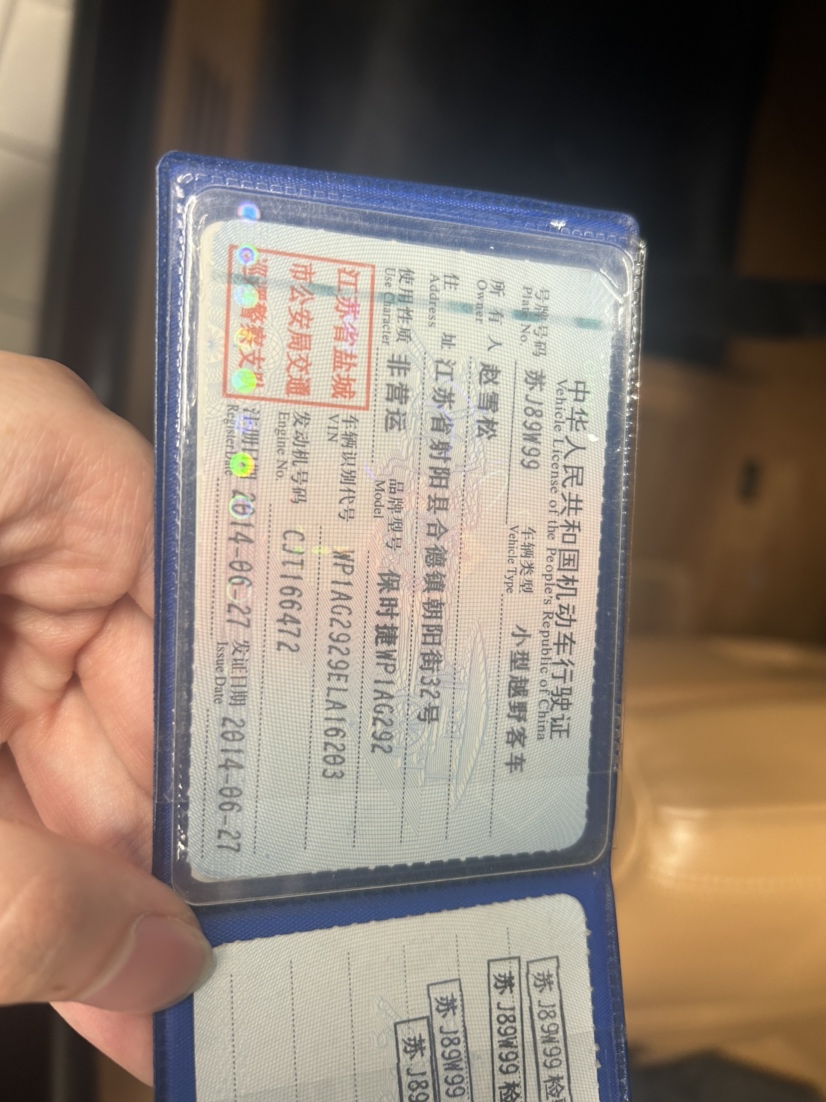 中华人民共和国机动车行驶证
Vehicle License of the People's Republic of China
号牌号码 苏J89W99 车辆类型 小型越野客车
Plate No. Vehicle Type
所有人 赵雪松
Owner
住址 江苏省射阳县合德镇朝阳街32号
Address
使用性质 非营运 品牌型号 保时捷WP1AG292
Use Character Model
江苏省盐城
市公安局交通
巡逻警察支队
车辆识别代号 WP1AG2929ELA16203
VIN
发动机号码 CJT166472
Engine No.
注册日期 2014-06-27 发证日期 2014-06-27
Register Date Issue Date
苏J89W99 检
苏J89W99 检
苏J89W99
苏J89